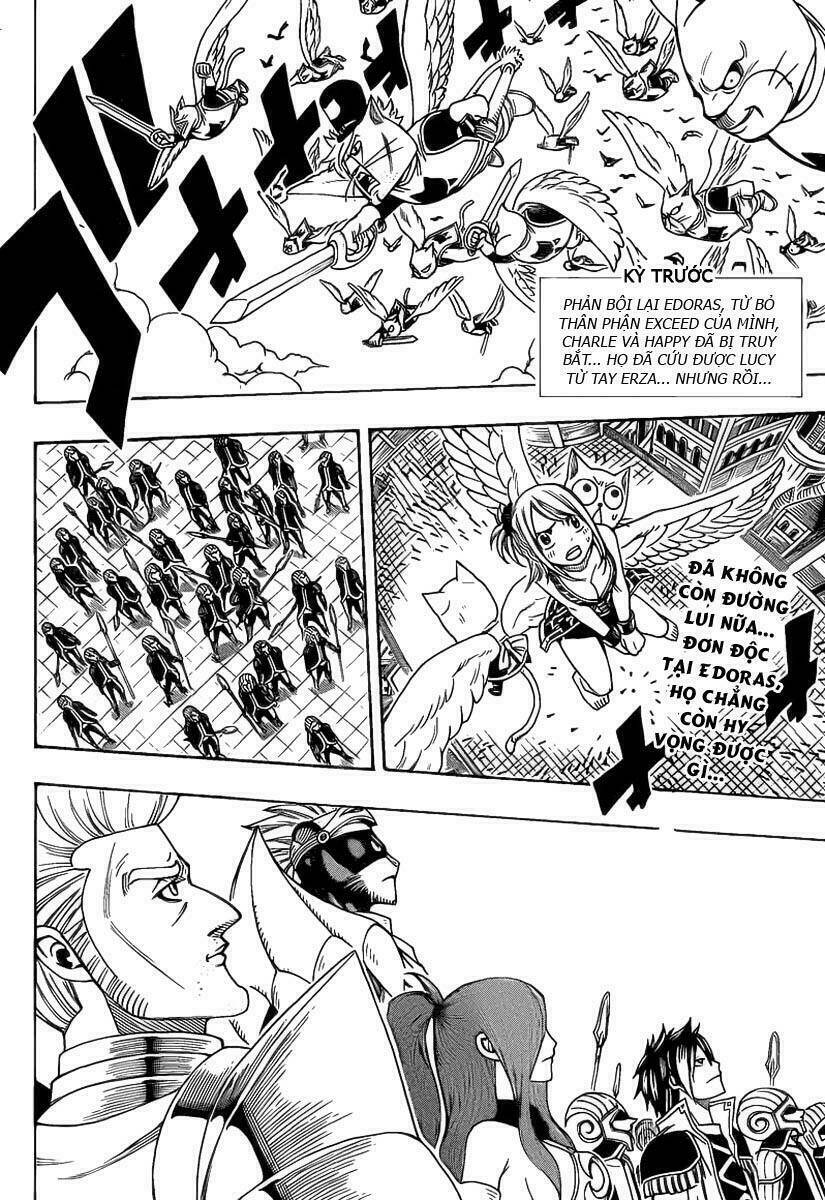 KỲ TRƯỚC
PHẢN BỘI LẠI EDORAS, TỪ BỎ
THÂN PHẬN EXCEED CỦA MÌNH,
CHARLE VÀ HAPPY ĐÃ BỊ TRUY
BẮT... HỌ ĐÃ CỨU ĐƯỢC LUCY
TỪ TAY ERZA... NHƯNG RỒI...
ĐÃ KHÔNG
CÒN ĐƯỜNG
LUI NỮA...
ĐƠN ĐỘC
TẠI EDORAS,
HỌ CHẲNG
CÒN HY
VỌNG ĐƯỢC
GÌ...